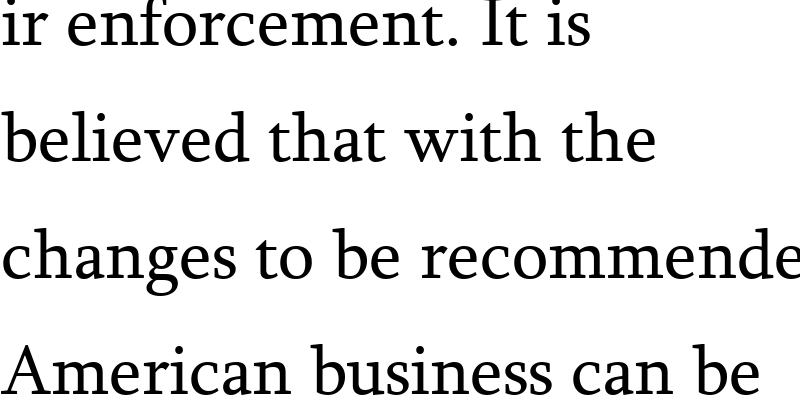 ir enforcement. It is
believed that with the
changes to be recommende
American business can be